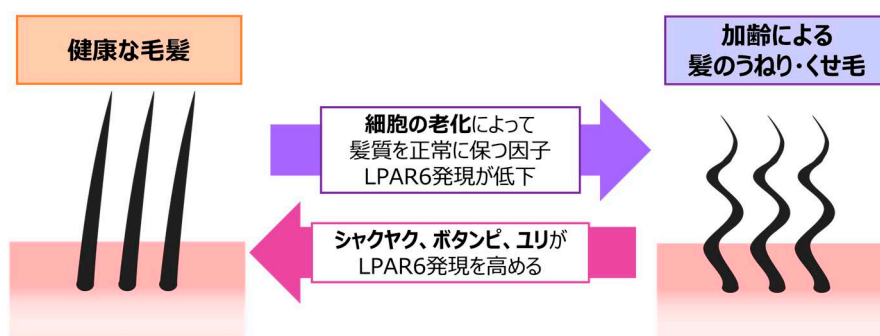 健康な毛髪
加齢による
髪のうねり・くせ毛
細胞の老化によって
髪質を正常に保つ因子
LPAR6発現が低下
シャクヤク、ボタンピ、ユリが
LPAR6発現を高める